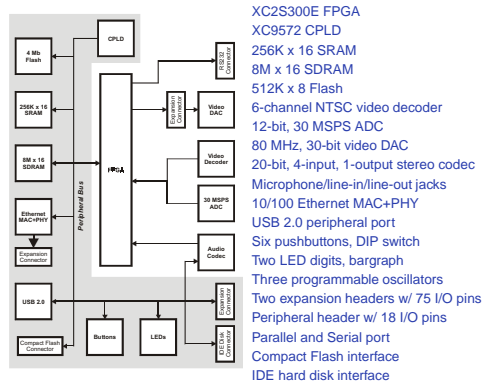 CPLD
4 Mb
Flash
256K x 16
SRAM
8M x 16
SDRAM
Ethernet
MAC+PHY
Expansion
Connector
USB 2.0
Compact Flash
Connector
Peripheral Bus
FPGA
Buttons
LEDs
RS232
Connector
Expansion
Connector
Video
DAC
Video
Decoder
30 MSPS
ADC
Audio
Codec
Expansion
Connector
IDE Disk
Connector
XC2S300E FPGA
XC9572 CPLD
256K x 16 SRAM
8M x 16 SDRAM
512K x 8 Flash
6-channel NTSC video decoder
12-bit, 30 MSPS ADC
80 MHz, 30-bit video DAC
20-bit, 4-input, 1-output stereo codec
Microphone/line-in/line-out jacks
10/100 Ethernet MAC+PHY
USB 2.0 peripheral port
Six pushbuttons, DIP switch
Two LED digits, bargraph
Three programmable oscillators
Two expansion headers w/ 75 I/O pins
Peripheral header w/ 18 I/O pins
Parallel and Serial port
Compact Flash interface
IDE hard disk interface